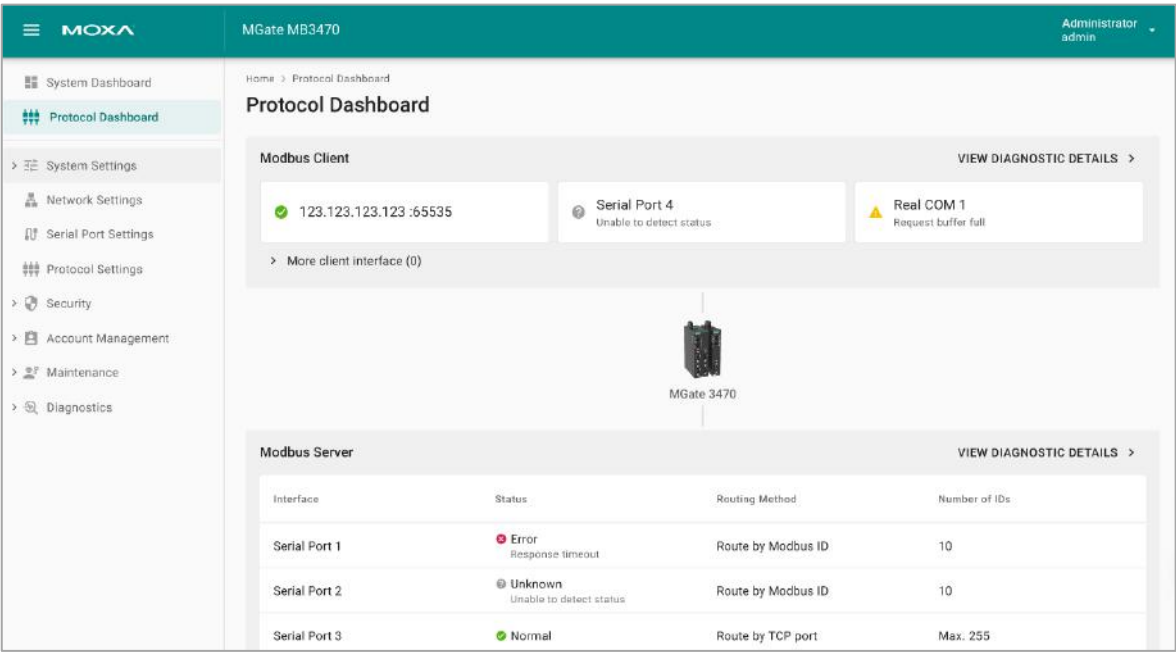 MOXA
MGate MB3470
Administrator
admin
System Dashboard
Protocol Dashboard
System Settings
Network Settings
Serial Port Settings
Protocol Settings
Security
Account Management
Maintenance
Diagnostics
Home > Protocol Dashboard
Protocol Dashboard
Modbus Client
VIEW DIAGNOSTIC DETAILS >
123.123.123.123 :65535
Serial Port 4
Unable to detect status
Real COM 1
Request buffer full
> More client interface (0)
MGate 3470
Modbus Server
VIEW DIAGNOSTIC DETAILS >
Interface Status Routing Method Number of IDs
Serial Port 1 Error Route by Modbus ID 10
Response timeout
Serial Port 2 Unknown Route by Modbus ID 10
Unable to detect status
Serial Port 3 Normal Route by TCP port Max. 255